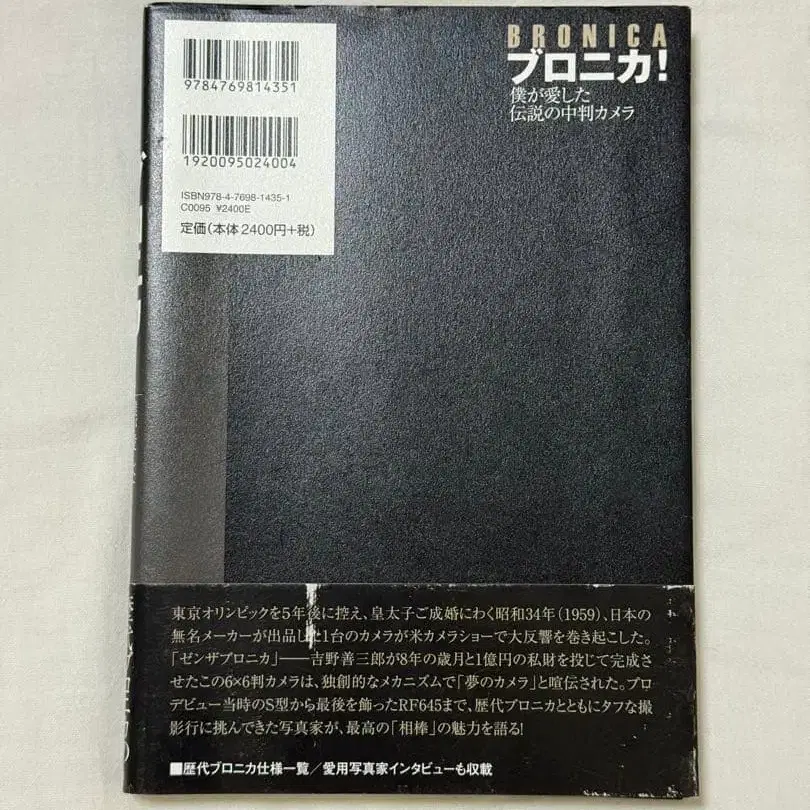 9784769814351
1920095024004
ISBN978-4-7698-1435-1
C0095 ¥2400E
定価(本体2400円+税)
BRONICA
ブロニカ!
僕が愛した
伝説の中判カメラ
東京オリンピックを5年後に控え、皇太子ご成婚にわく昭和34年(1959)、日本の
無名メーカーが出品した1台のカメラが米カメラショーで大反響を巻き起こした。
「ゼンザブロニカ」――吉野善三郎が8年の歳月と1億円の私財を投じて完成さ
せたこの6×6判カメラは、独創的なメカニズムで「夢のカメラ」と喧伝された。プロ
デビュー当時のS型から最後を飾ったRF645まで、歴代ブロニカとともにタフな撮
影行に挑んできた写真家が、最高の「相棒」の魅力を語る!
■歴代ブロニカ仕様一覧/愛用写真家インタビューも収載